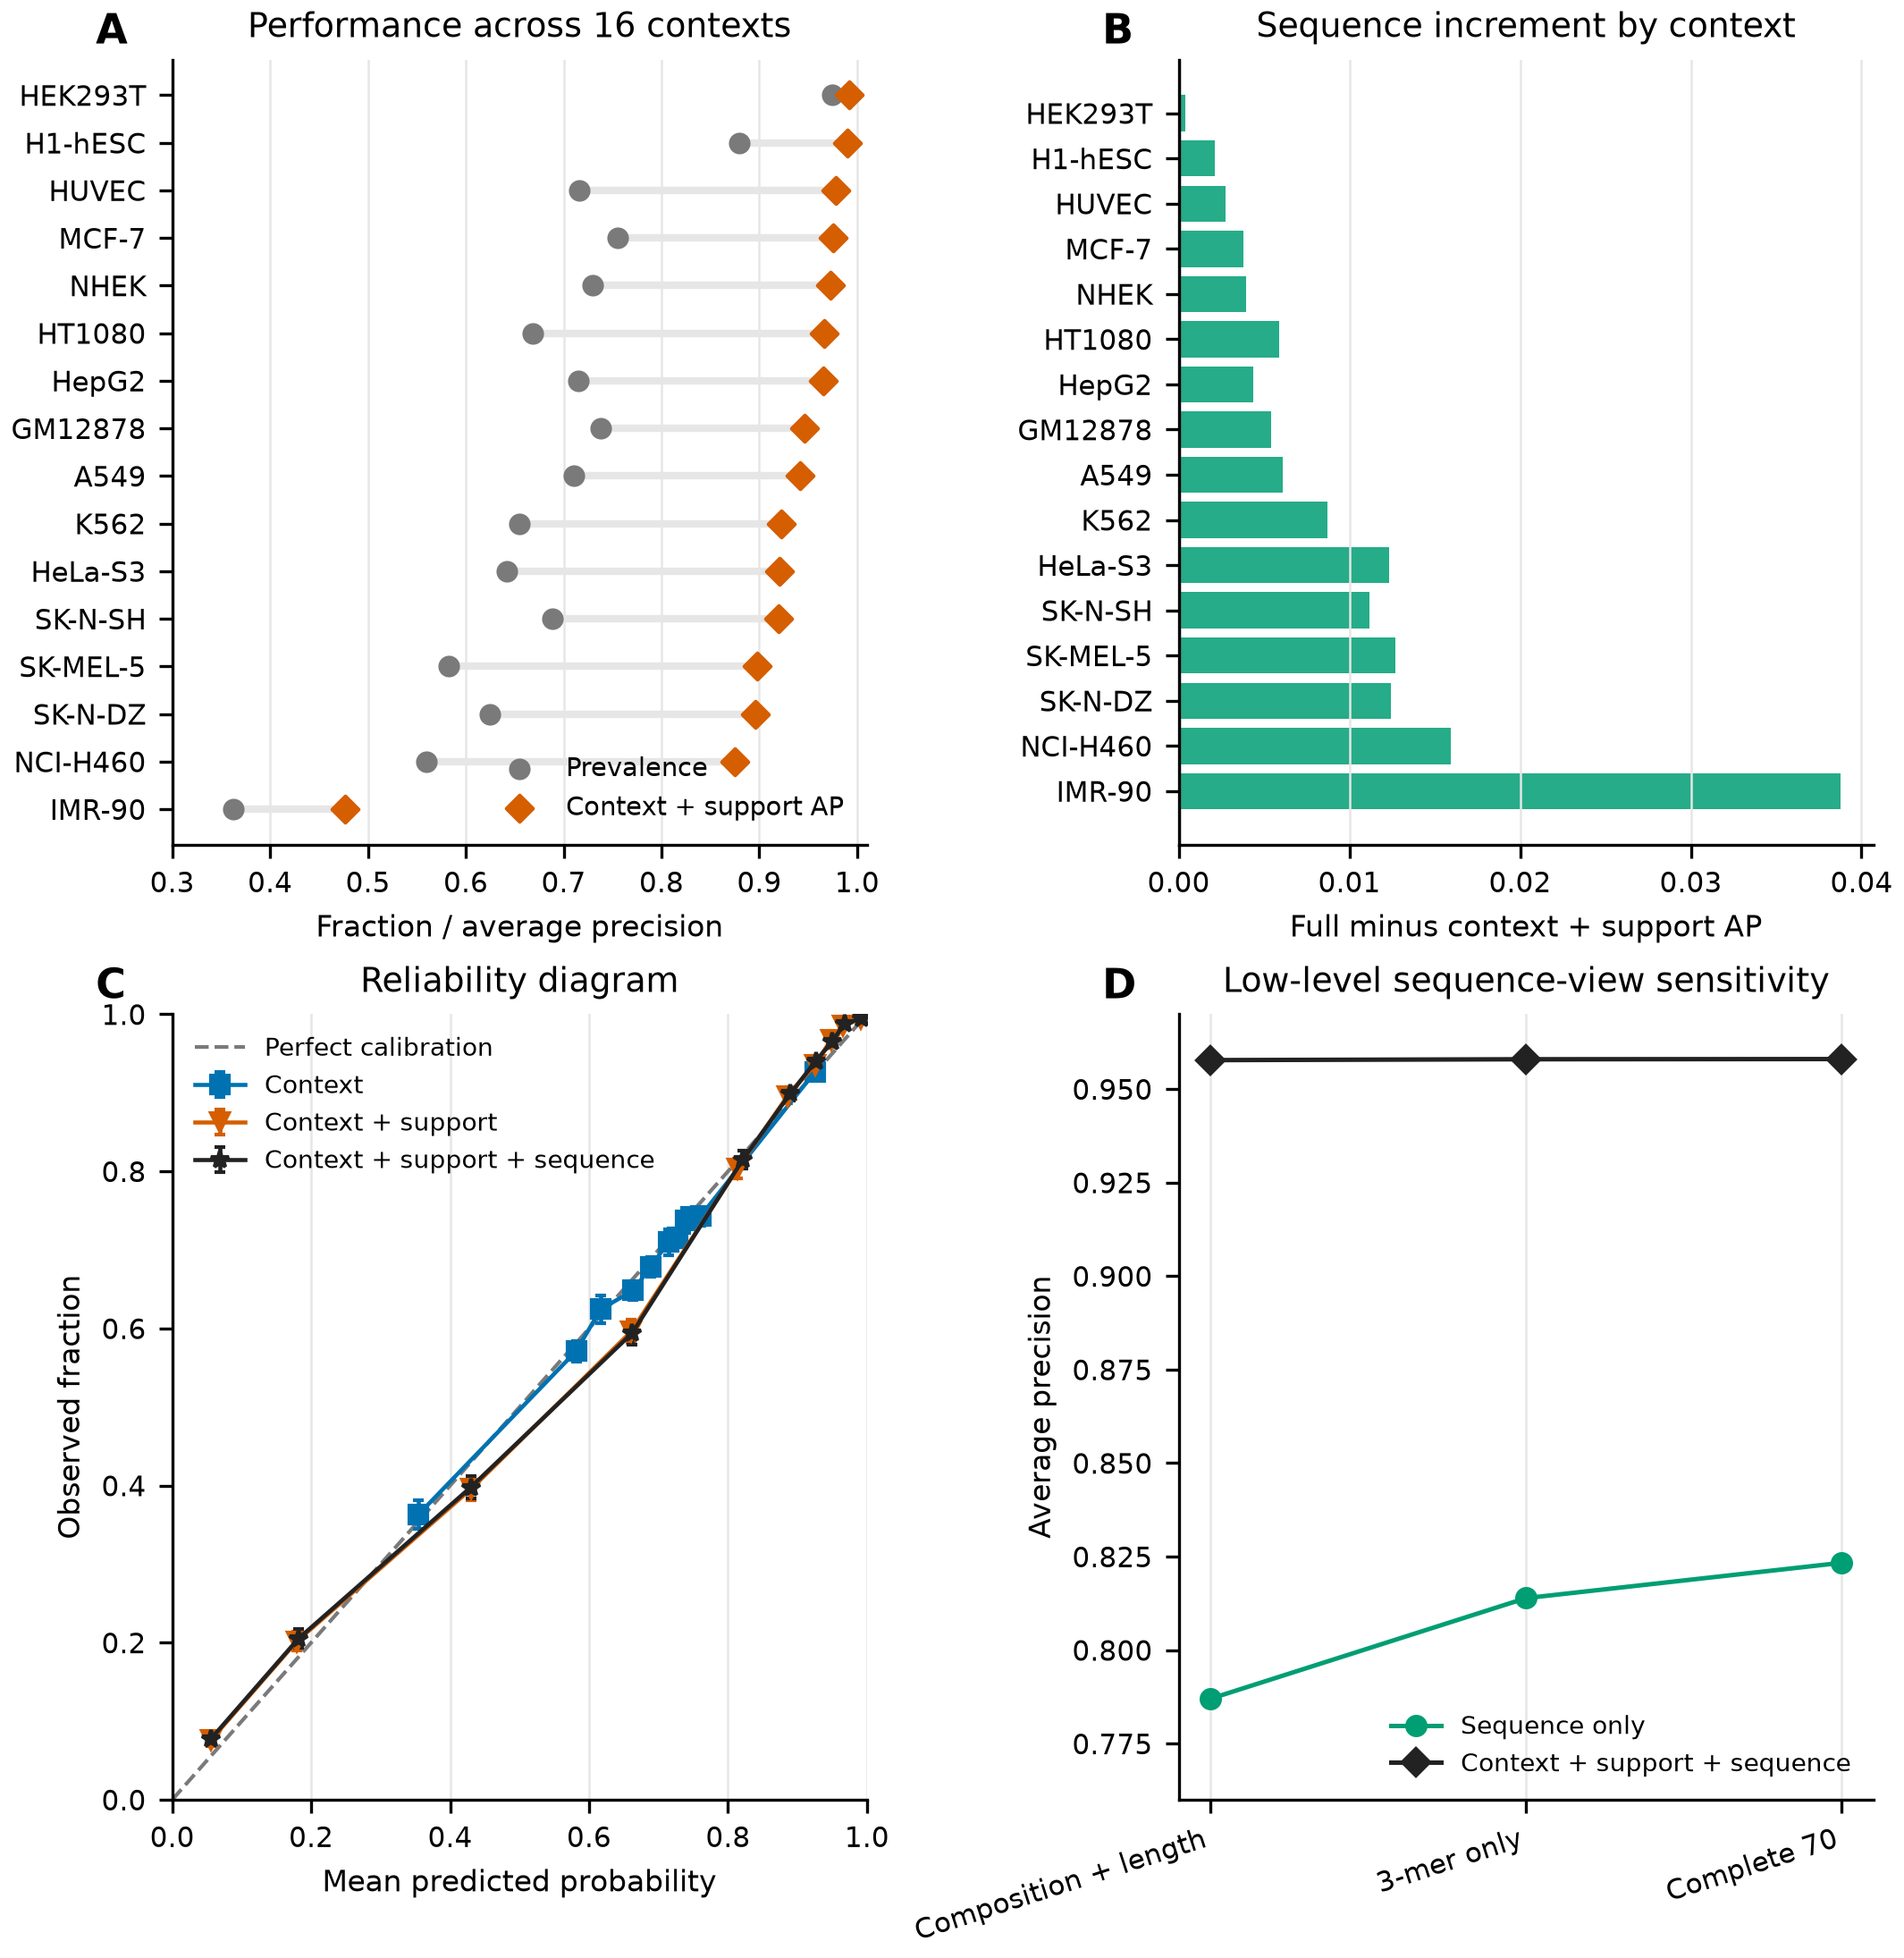 A
Performance across 16 contexts
HEK293T
H1-hESC
HUVEC
MCF-7
NHEK
HT1080
HepG2
GM12878
A549
K562
HeLa-S3
SK-N-SH
SK-MEL-5
SK-N-DZ
NCI-H460
IMR-90
Prevalence
Context + support AP
0.3 0.4 0.5 0.6 0.7 0.8 0.9 1.0
Fraction / average precision
B
Sequence increment by context
HEK293T
H1-hESC
HUVEC
MCF-7
NHEK
HT1080
HepG2
GM12878
A549
K562
HeLa-S3
SK-N-SH
SK-MEL-5
SK-N-DZ
NCI-H460
IMR-90
0.00 0.01 0.02 0.03 0.04
Full minus context + support AP
C
Reliability diagram
Perfect calibration
Context
Context + support
Context + support + sequence
Observed fraction
1.0
0.8
0.6
0.4
0.2
0.0
0.0 0.2 0.4 0.6 0.8 1.0
Mean predicted probability
D
Low-level sequence-view sensitivity
Average precision
0.950
0.925
0.900
0.875
0.850
0.825
0.800
0.775
Sequence only
Context + support + sequence
Composition + length
3-mer only
Complete 70